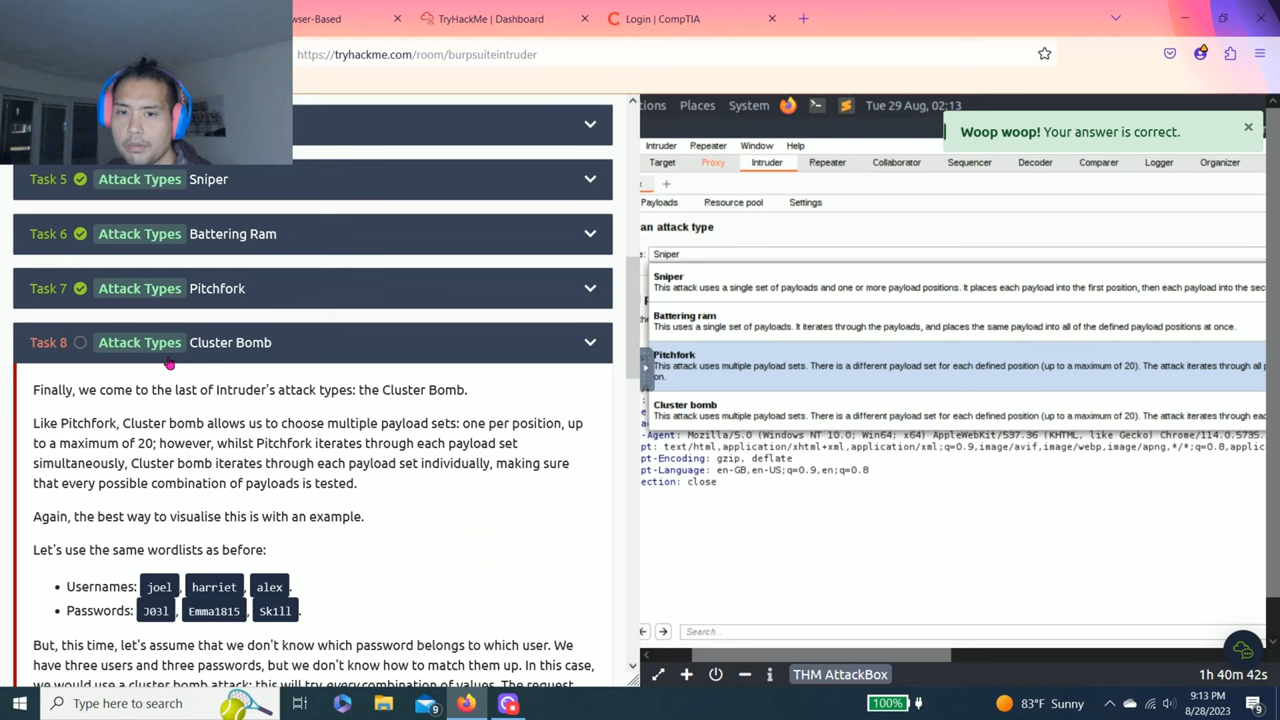 wser-Based
TryHackMe | Dashboard
Login | CompTIA
https://tryhackme.com/room/burpsuiteintruder
Task 5 Attack Types Sniper
Task 6 Attack Types Battering Ram
Task 7 Attack Types Pitchfork
Task 8 Attack Types Cluster Bomb
Finally, we come to the last of Intruder's attack types: the Cluster Bomb.
Like Pitchfork, Cluster bomb allows us to choose multiple payload sets: one per position, up
to a maximum of 20; however, whilst Pitchfork iterates through each payload set
simultaneously, Cluster bomb iterates through each payload set individually, making sure
that every possible combination of payloads is tested.
Again, the best way to visualise this is with an example.
Let's use the same wordlists as before:
• Usernames: joel, harriet, alex.
• Passwords: J03l, Emma1815, Sk1ll.
But, this time, let's assume that we don't know which password belongs to which user. We
have three users and three passwords, but we don't know how to match them up. In this case,
we would use a cluster bomb attack; this will try every combination of values. The request
ions Places System Tue 29 Aug, 02:13
Woop woop! Your answer is correct.
Intruder Repeater Window Help
Target Proxy Intruder Repeater Collaborator Sequencer Decoder Comparer Logger Organizer
Payloads Resource pool Settings
an attack type
e: Sniper
Sniper
This attack uses a single set of payloads and one or more payload positions. It places each payload into the first position, then each payload into the sec
Battering ram
This uses a single set of payloads. It iterates through the payloads, and places the same payload into all of the defined payload positions at once.
Pitchfork
This attack uses multiple payload sets. There is a different payload set for each defined position (up to a maximum of 20). The attack iterates through all p
on.
Cluster bomb
This attack uses multiple payload sets. There is a different payload set for each defined position (up to a maximum of 20). The attack iterates through eac
-Agent: Mozilla/5.0 (Windows NT 10.0; Win64; x64) AppleWebKit/537.36 (KHTML, like Gecko) Chrome/114.0.5735.
pt: text/html,application/xhtml+xml,application/xml;q=0.9,image/avif,image/webp,image/apng,*/*;q=0.8,applic
pt-Encoding: gzip, deflate
pt-Language: en-GB,en-US;q=0.9,en;q=0.8
ection: close
Search...
THM AttackBox
1h 40m 42s
Type here to search
9
100%
83°F Sunny
9:13 PM
8/28/2023
9